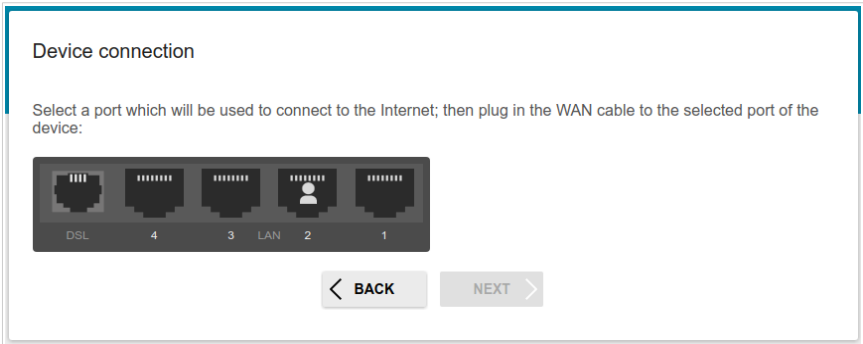 Device connection
Select a port which will be used to connect to the Internet; then plug in the WAN cable to the selected port of the
device:
DSL 4 3 LAN 2 1
BACK NEXT